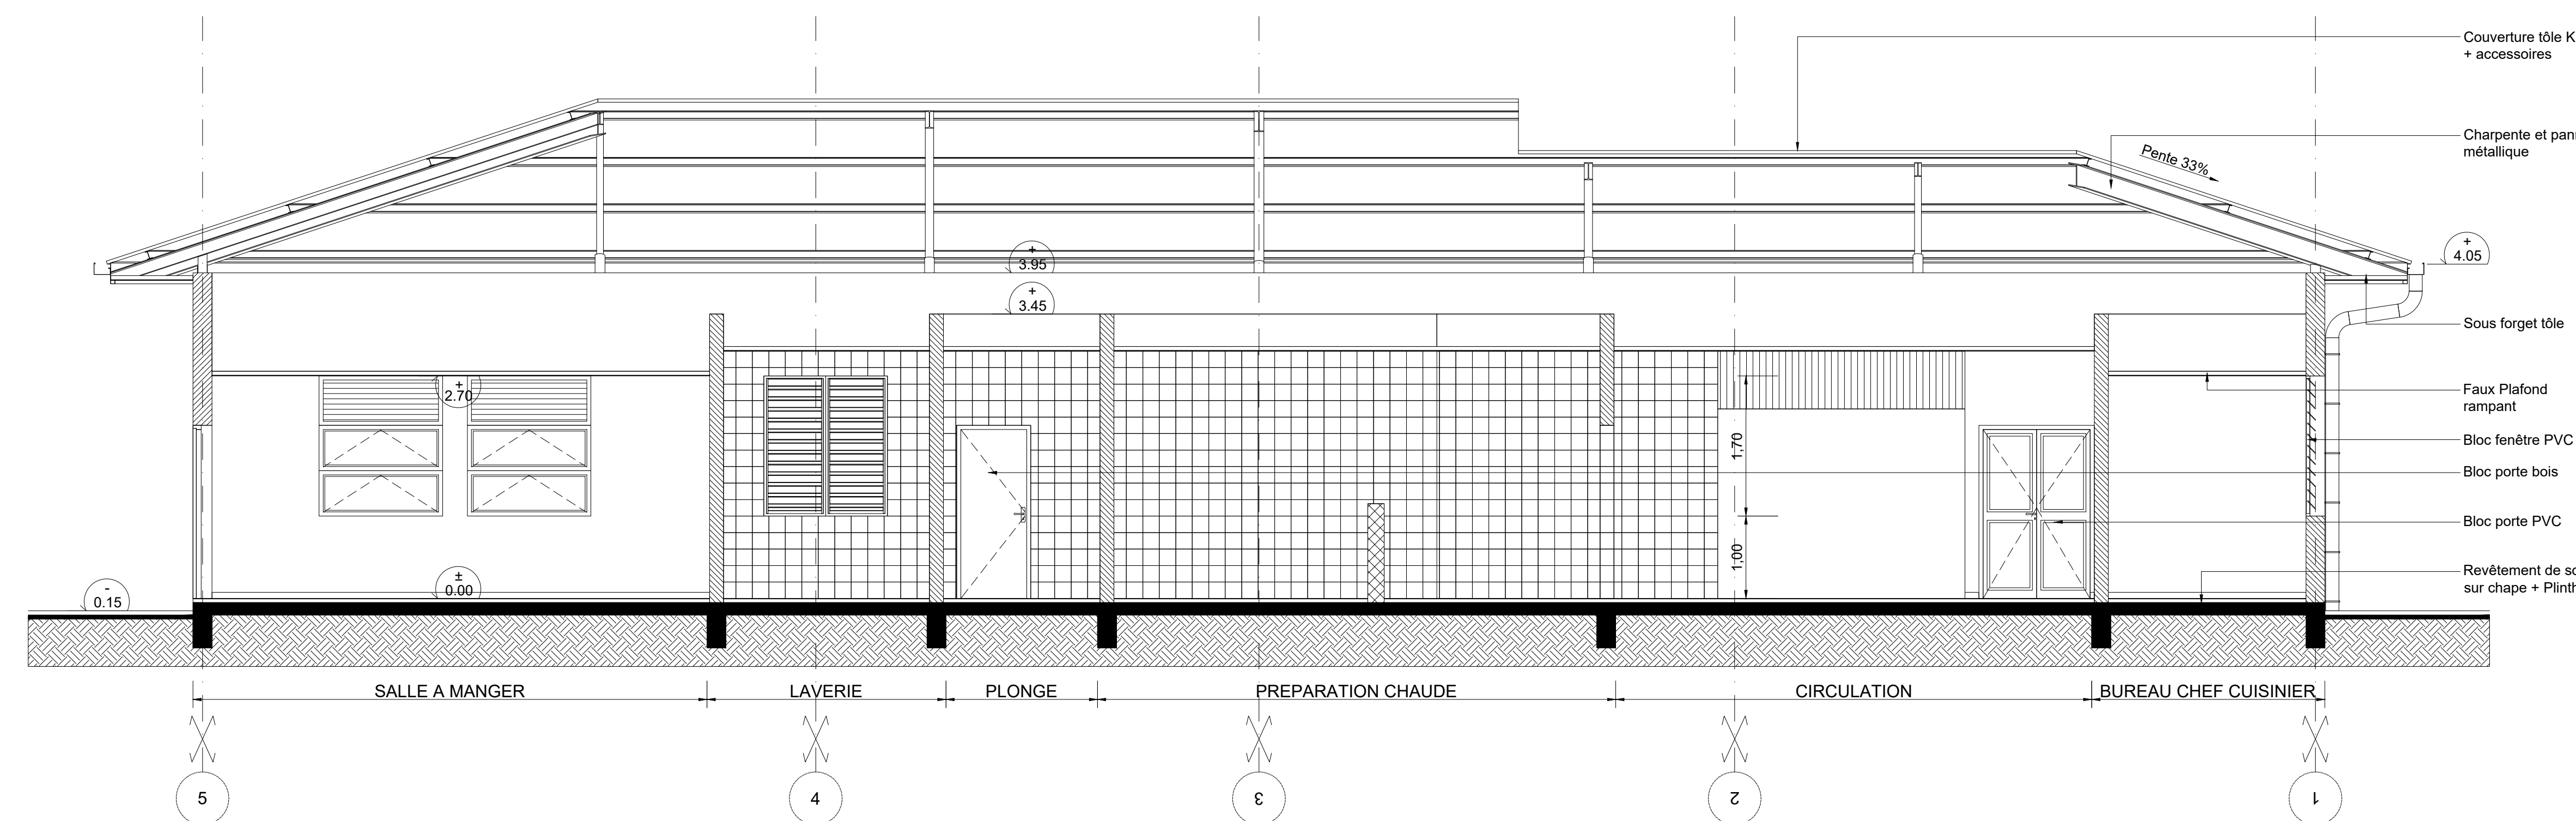 Couverture tôle K
+ accessoires
Charpente et pan
métallique
Pente 33%
+
4.05
+
3.95
+
3.45
Sous forget tôle
+
2.70
Faux Plafond
rampant
Bloc fenêtre PVC
1,70
Bloc porte bois
Bloc porte PVC
1,00
Revêtement de so
sur chape + Plinth
±
0.00
-
0.15
SALLE A MANGER
LAVERIE
PLONGE
PREPARATION CHAUDE
CIRCULATION
BUREAU CHEF CUISINIER
5
4
3
2
1